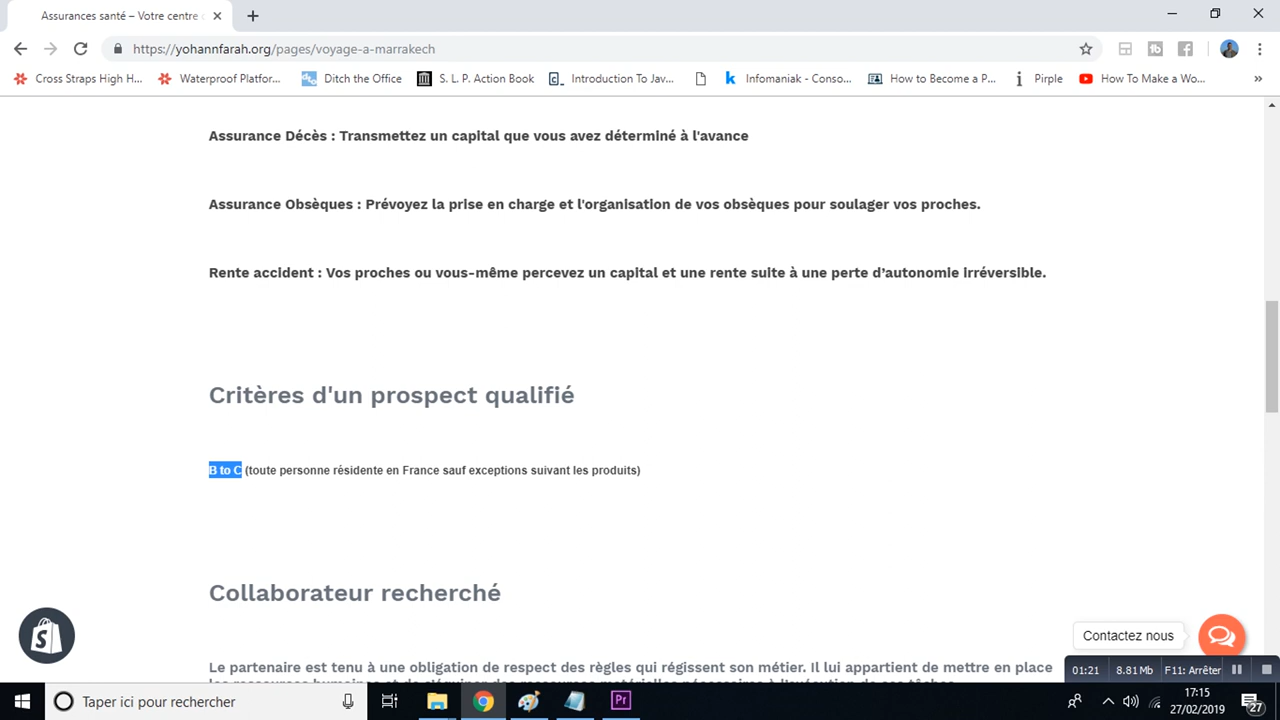 Assurances santé – Votre centre
https://yohannfarah.org/pages/voyage-a-marrakech
Cross Straps High H... Waterproof Platfor... Ditch the Office S. L. P. Action Book Introduction To Jav... Infomaniak - Conso... How to Become a P... Pirple How To Make a Wo... »
Assurance Décès : Transmettez un capital que vous avez déterminé à l'avance
Assurance Obsèques : Prévoyez la prise en charge et l'organisation de vos obsèques pour soulager vos proches.
Rente accident : Vos proches ou vous-même percevez un capital et une rente suite à une perte d'autonomie irréversible.
Critères d'un prospect qualifié
B to C (toute personne résidente en France sauf exceptions suivant les produits)
Collaborateur recherché
Contactez nous
Le partenaire est tenu à une obligation de respect des règles qui régissent son métier. Il lui appartient de mettre en place
01:21 8.81 Mb F11: Arrêter
Taper ici pour rechercher
Pr
17:15
27/02/2019
27